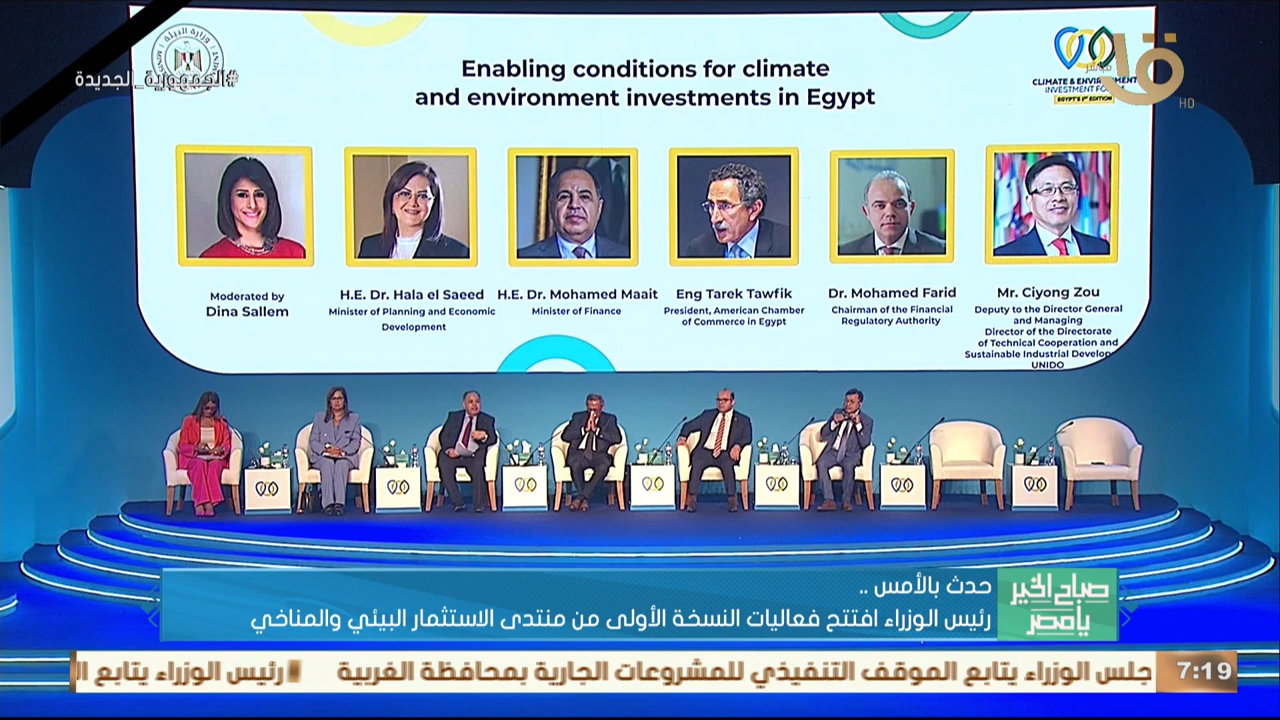 وزارة البيئة
#الجمهورية_الجديدة
Enabling conditions for climate
and environment investments in Egypt
CLIMATE & ENVIRONMENT
INVESTMENT
HD
Moderated by
Dina Sallem
H.E. Dr. Hala el Saeed
Minister of Planning and Economic
Development
H.E. Dr. Mohamed Maait
Minister of Finance
Eng Tarek Tawfik
President, American Chamber
of Commerce in Egypt
Dr. Mohamed Farid
Chairman of the Financial
Regulatory Authority
Mr. Ciyong Zou
Deputy to the Director General
and Managing
Director of the Directorate
of Technical Cooperation and
Sustainable Industrial Develop
UNIDO
صباح الخير
يا مصر
حدث بالأمس ..
رئيس الوزراء افتتح فعاليات النسخة الأولى من منتدى الاستثمار البيئي والمناخي
7:19
جلس الوزراء يتابع الموقف التنفيذي للمشروعات الجارية بمحافظة الغربية رئيس الوزراء يتابع ال